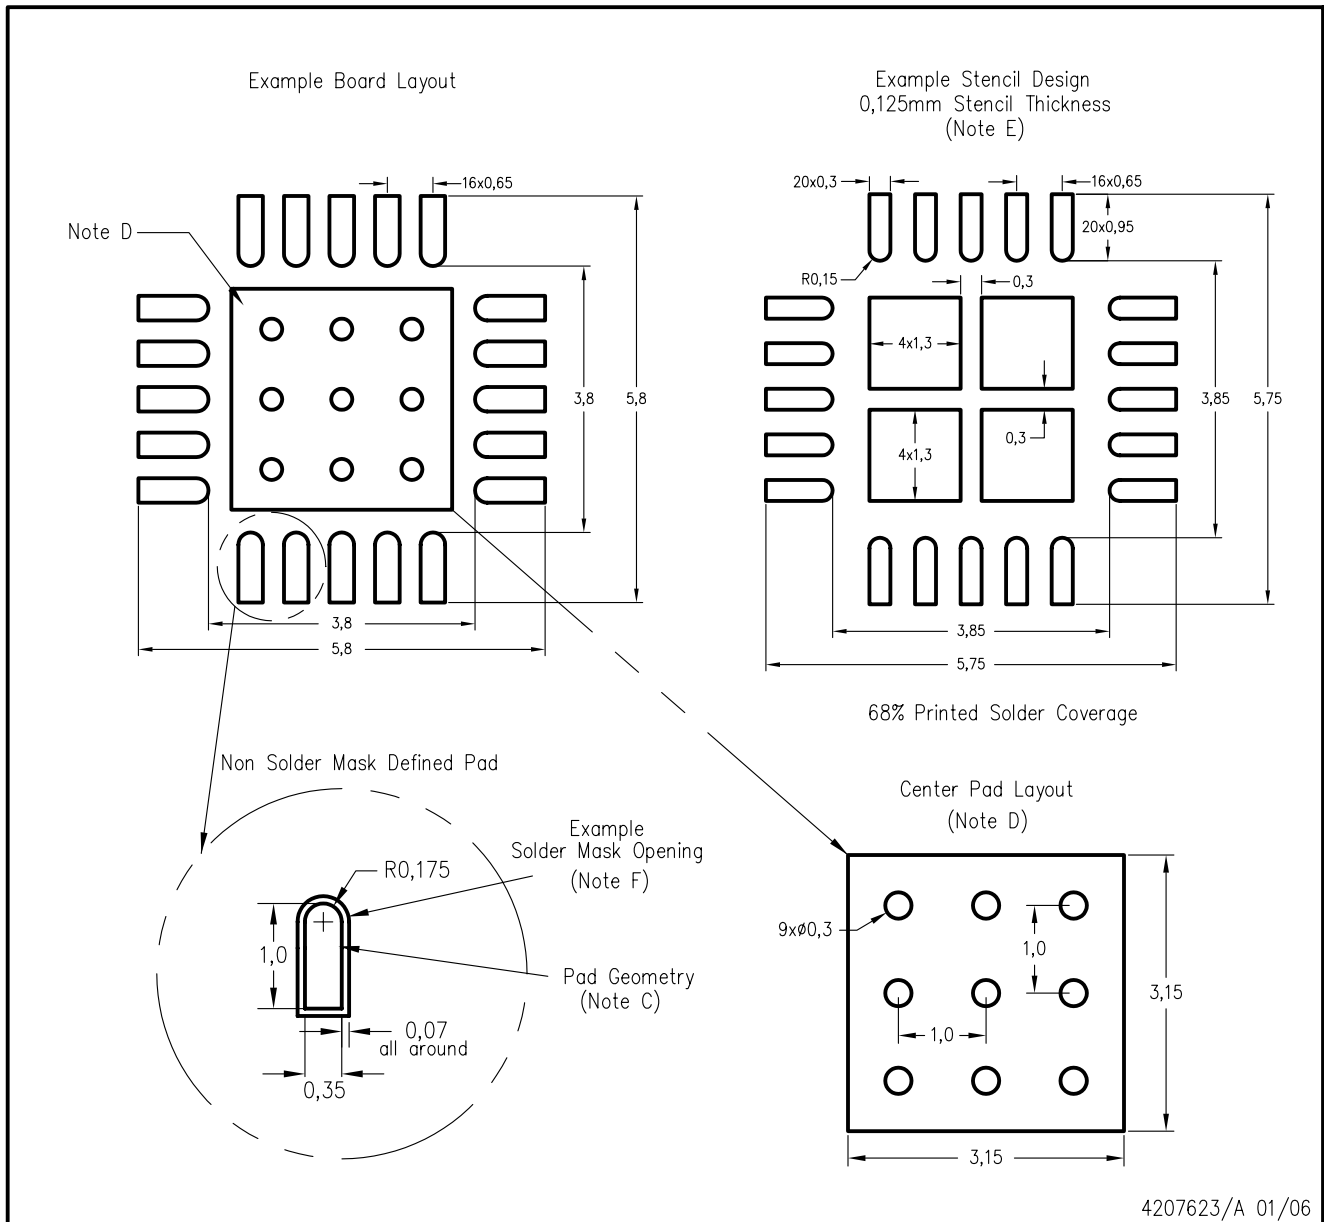 Example Board Layout
16x0,65
Note D
3,8
5,8
3,8
5,8
Example Stencil Design
0,125mm Stencil Thickness
(Note E)
20x0,3
16x0,65
20x0,95
R0,15
0,3
4x1,3
3,85
5,75
0,3
4x1,3
3,85
5,75
68% Printed Solder Coverage
Non Solder Mask Defined Pad
Example
Solder Mask Opening
(Note F)
R0,175
1,0
Pad Geometry
(Note C)
0,07
all around
0,35
Center Pad Layout
(Note D)
9xø0,3
1,0
1,0
3,15
3,15
4207623/A 01/06